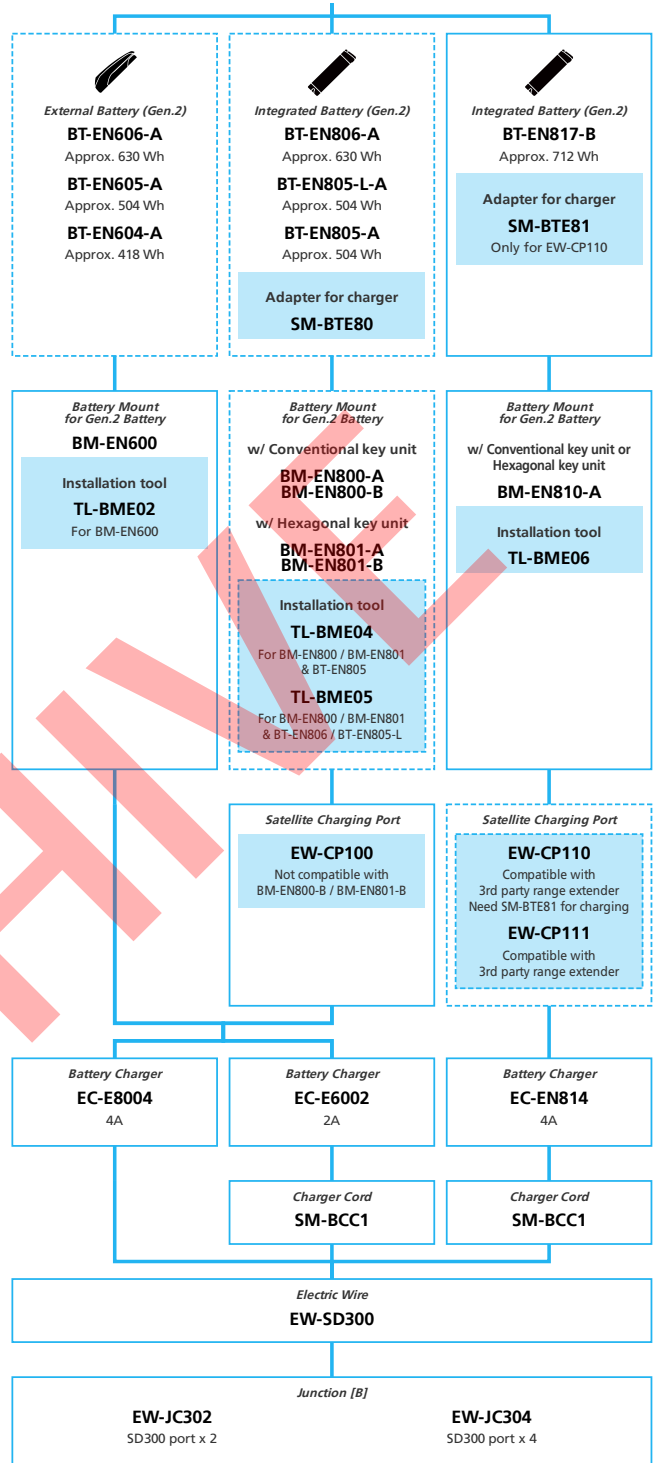 External Battery (Gen.2)
BT-EN606-A
Approx. 630 Wh
BT-EN605-A
Approx. 504 Wh
BT-EN604-A
Approx. 418 Wh
Integrated Battery (Gen.2)
BT-EN806-A
Approx. 630 Wh
BT-EN805-L-A
Approx. 504 Wh
BT-EN805-A
Approx. 504 Wh
Adapter for charger
SM-BTE80
Integrated Battery (Gen.2)
BT-EN817-B
Approx. 712 Wh
Adapter for charger
SM-BTE81
Only for EW-CP110
Battery Mount
for Gen.2 Battery
BM-EN600
Installation tool
TL-BME02
For BM-EN600
Battery Mount
for Gen.2 Battery
w/ Conventional key unit
BM-EN800-A
BM-EN800-B
w/ Hexagonal key unit
BM-EN801-A
BM-EN801-B
Installation tool
TL-BME04
For BM-EN800 / BM-EN801
& BT-EN805
TL-BME05
For BM-EN800 / BM-EN801
& BT-EN806 / BT-EN805-L
Battery Mount
for Gen.2 Battery
w/ Conventional key unit or
Hexagonal key unit
BM-EN810-A
Installation tool
TL-BME06
Satellite Charging Port
EW-CP100
Not compatible with
BM-EN800-B / BM-EN801-B
Satellite Charging Port
EW-CP110
Compatible with
3rd party range extender
Need SM-BTE81 for charging
EW-CP111
Compatible with
3rd party range extender
Battery Charger
EC-E8004
4A
Battery Charger
EC-E6002
2A
Battery Charger
EC-EN814
4A
Charger Cord
SM-BCC1
Charger Cord
SM-BCC1
Electric Wire
EW-SD300
Junction [B]
EW-JC302
SD300 port x 2
EW-JC304
SD300 port x 4
HIVE